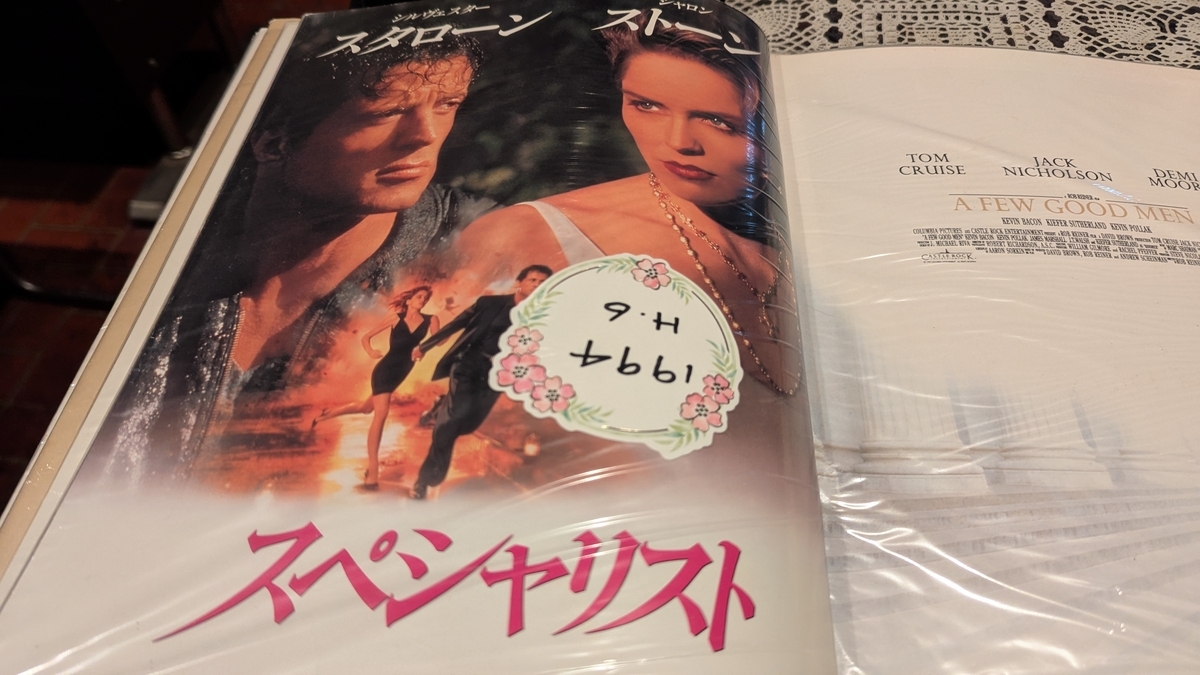 シルヴェスター
スタローン
シャロン
ストーン
1994
H.6
スペシャリスト
TOM
CRUISE
JACK
NICHOLSON
DEMI
MOOR
A FEW GOOD MEN
KEVIN BACON KIEFER SUTHERLAND KEVIN POLLAK
CASTLE ROCK